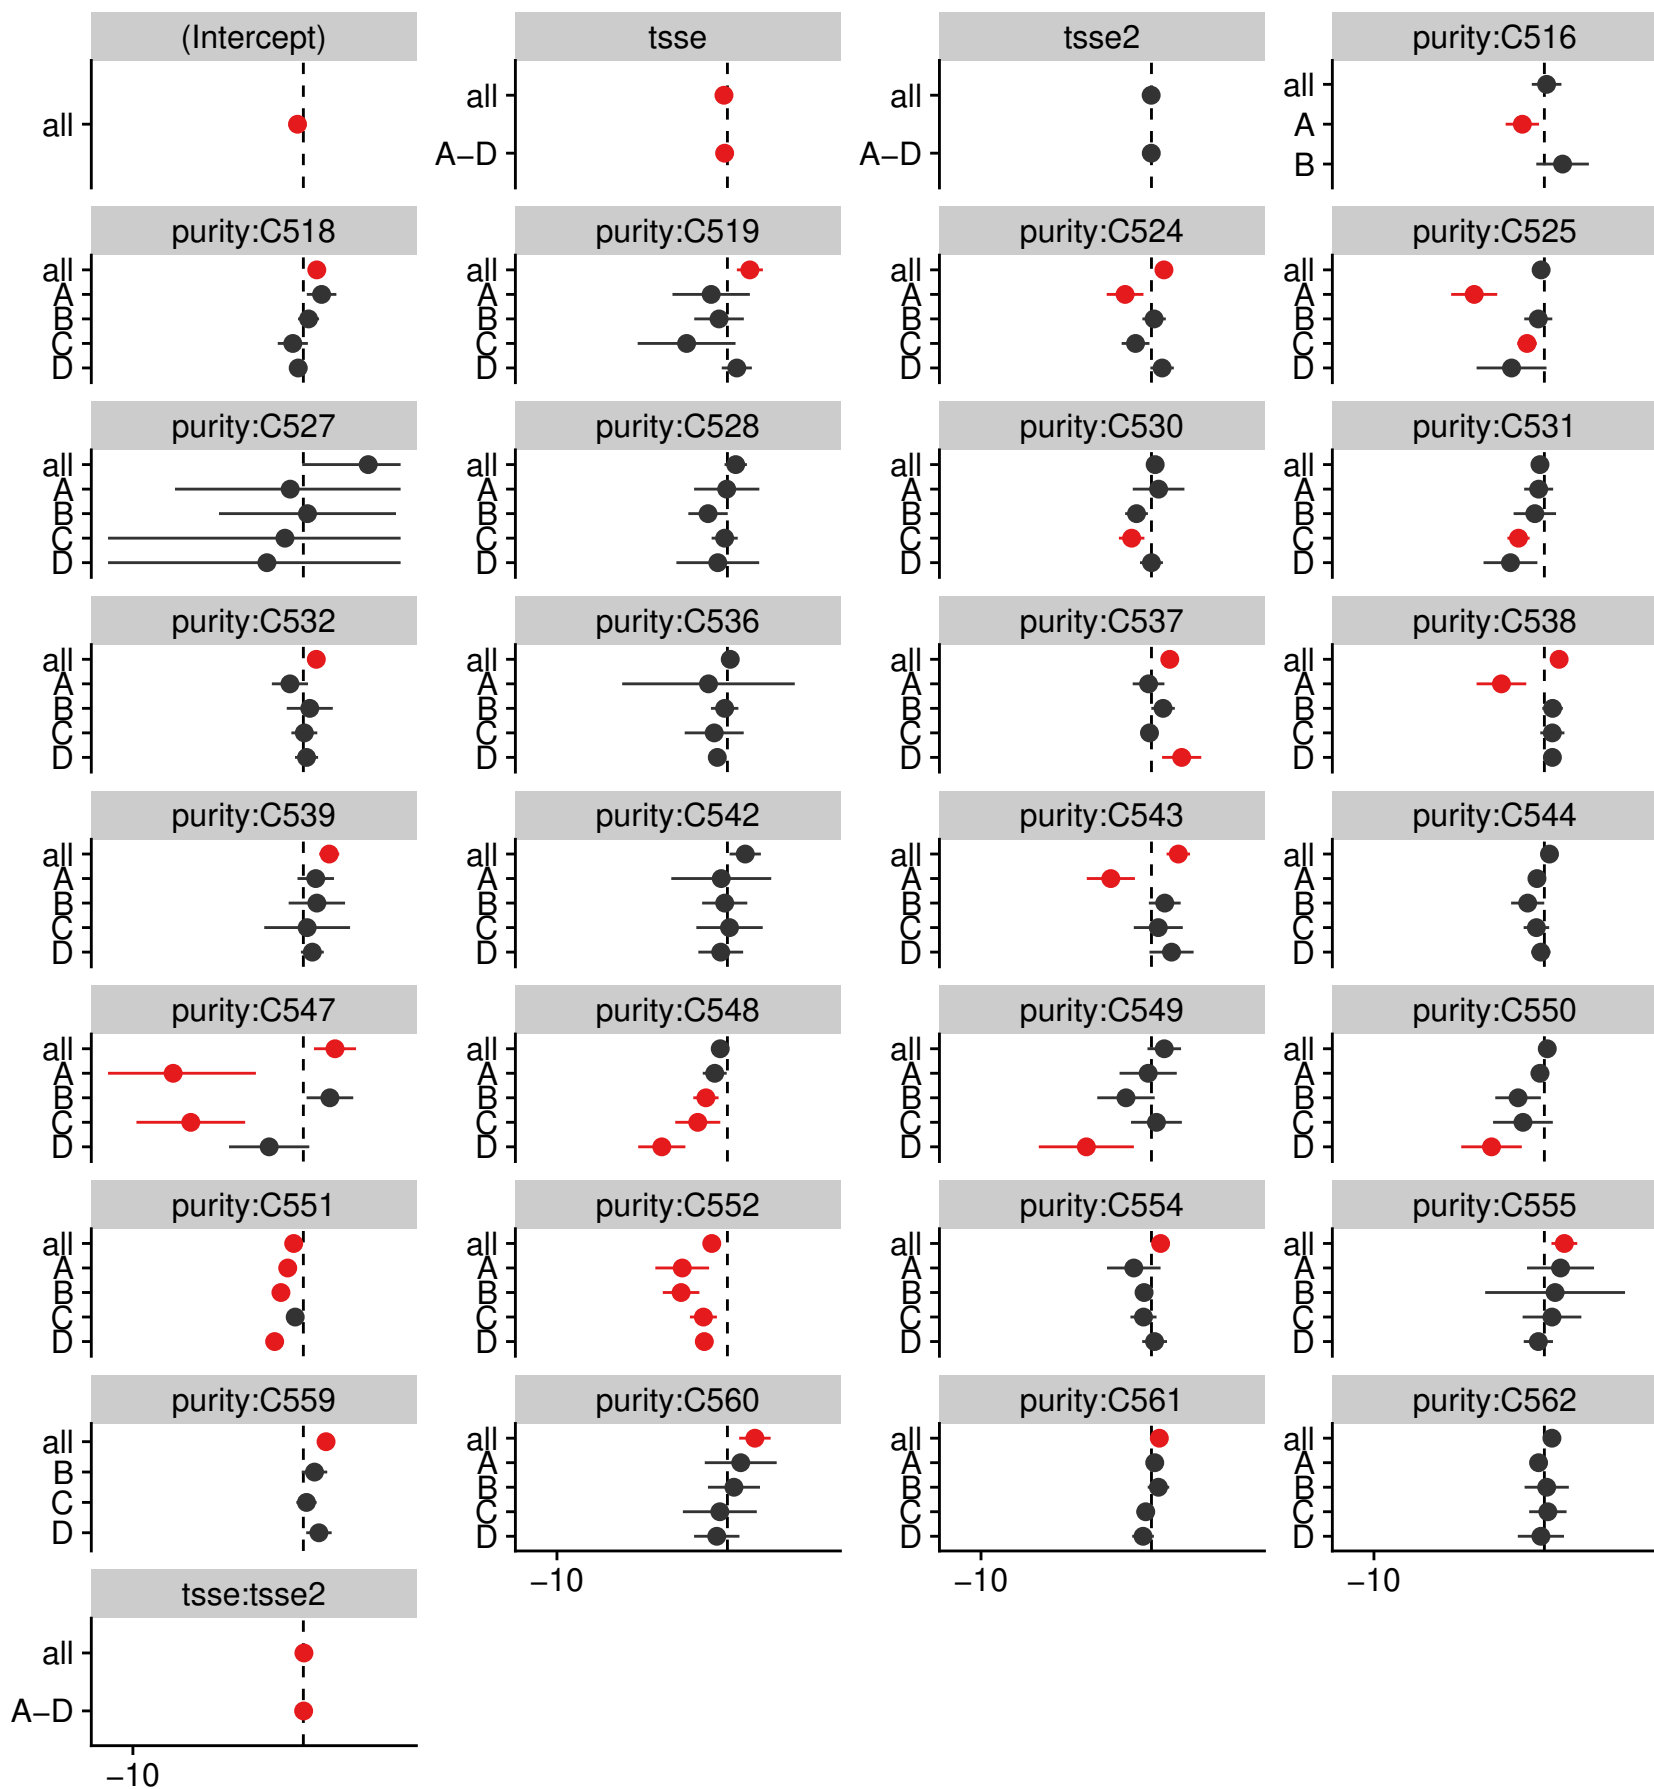 (Intercept)
all
tsse
all
A−D
tsse2
all
A−D
purity:C516
all
A
B
purity:C518
all
A
B
C
D
purity:C519
all
A
B
C
D
purity:C524
all
A
B
C
D
purity:C525
all
A
B
C
D
purity:C527
all
A
B
C
D
purity:C528
all
A
B
C
D
purity:C530
all
A
B
C
D
purity:C531
all
A
B
C
D
purity:C532
all
A
B
C
D
purity:C536
all
A
B
C
D
purity:C537
all
A
B
C
D
purity:C538
all
A
B
C
D
purity:C539
all
A
B
C
D
purity:C542
all
A
B
C
D
purity:C543
all
A
B
C
D
purity:C544
all
A
B
C
D
purity:C547
all
A
B
C
D
purity:C548
all
A
B
C
D
purity:C549
all
A
B
C
D
purity:C550
all
A
B
C
D
purity:C551
all
A
B
C
D
purity:C552
all
A
B
C
D
purity:C554
all
A
B
C
D
purity:C555
all
A
B
C
D
purity:C559
all
B
C
D
purity:C560
all
A
B
C
D
−10
purity:C561
all
A
B
C
D
−10
purity:C562
all
A
B
C
D
−10
tsse:tsse2
all
A−D
−10